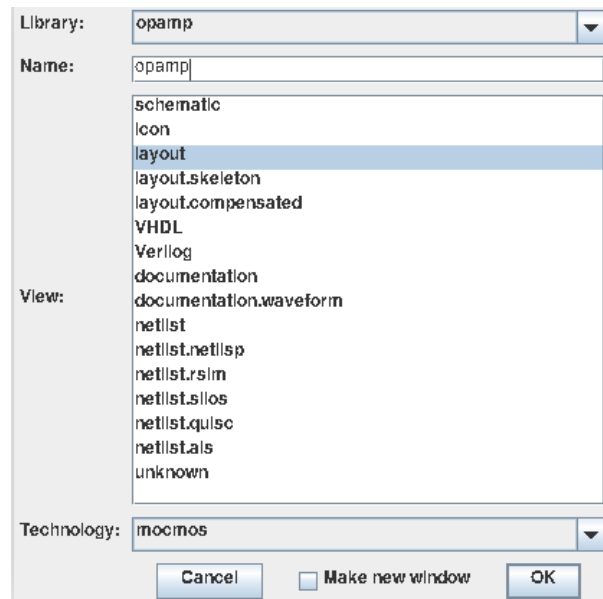 Library: opamp
Name: opamp
View:
schematic
icon
layout
layout.skeleton
layout.compensated
VHDL
Verilog
documentation
documentation.waveform
netlist
netlist.netlisp
netlist.rsim
netlist.silos
netlist.quisc
netlist.als
unknown
Technology: mocmos
Cancel Make new window OK